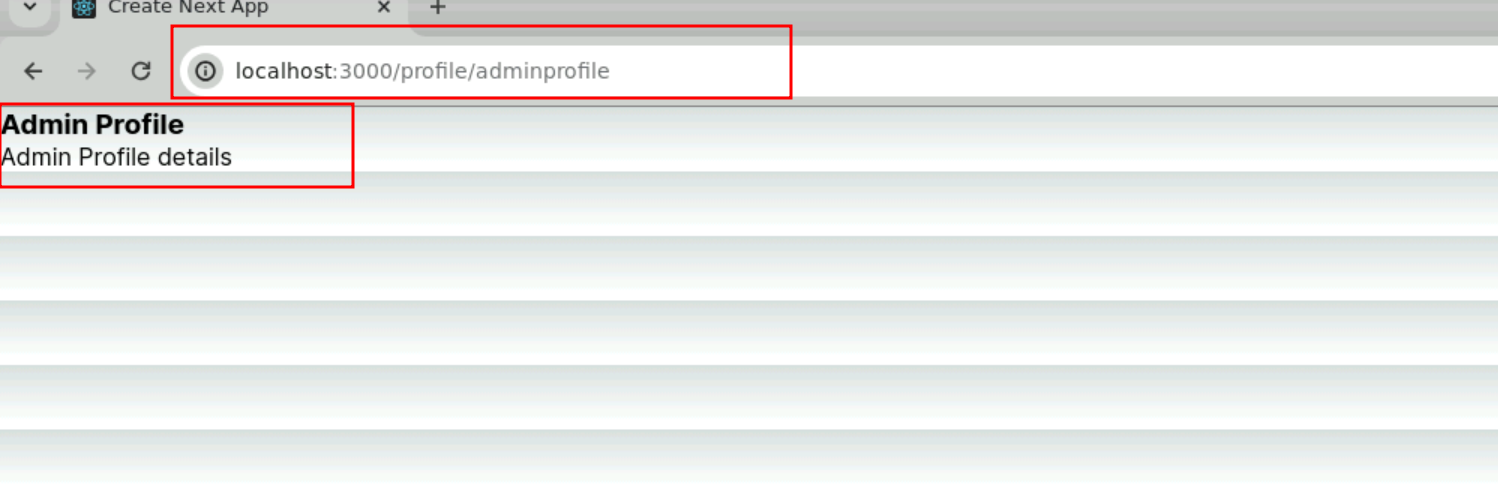 Create Next App
localhost:3000/profile/adminprofile
Admin Profile
Admin Profile details